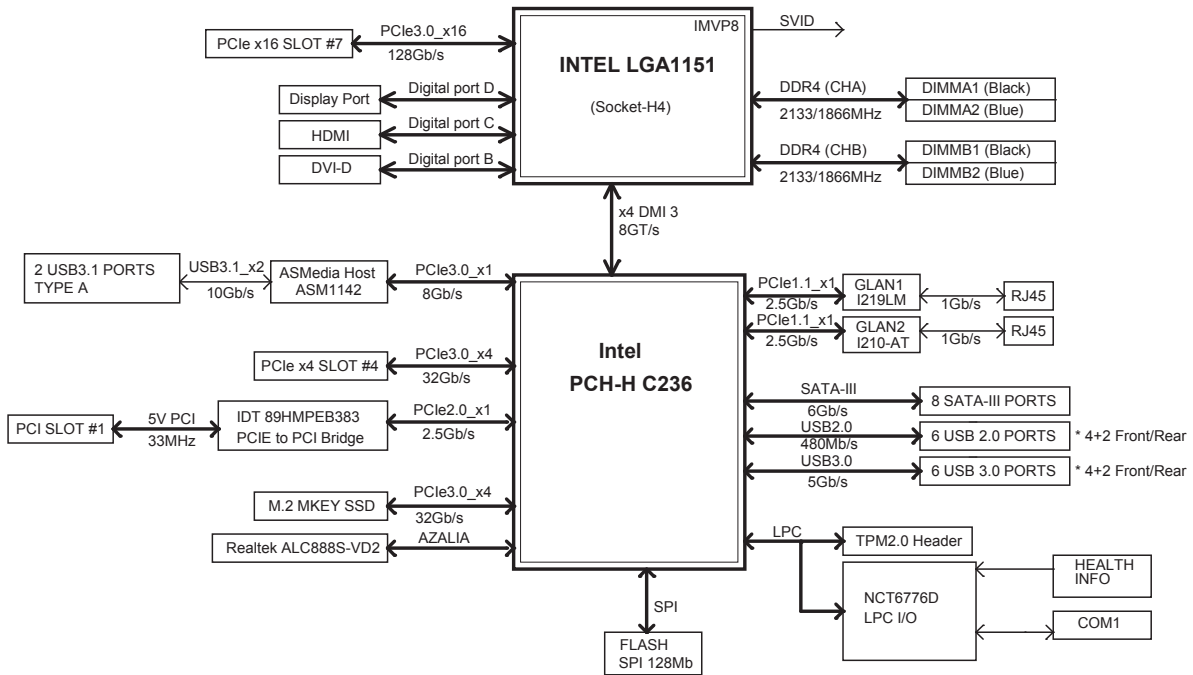 IMVP8
SVID
PCIe x16 SLOT #7
PCIe3.0_x16
128Gb/s
INTEL LGA1151
(Socket-H4)
Display Port
Digital port D
HDMI
Digital port C
DVI-D
Digital port B
DDR4 (CHA)
2133/1866MHz
DIMMA1 (Black)
DIMMA2 (Blue)
DDR4 (CHB)
2133/1866MHz
DIMMB1 (Black)
DIMMB2 (Blue)
x4 DMI 3
8GT/s
2 USB3.1 PORTS
TYPE A
USB3.1_x2
10Gb/s
ASMedia Host
ASM1142
PCIe3.0_x1
8Gb/s
PCIe x4 SLOT #4
PCIe3.0_x4
32Gb/s
PCI SLOT #1
5V PCI
33MHz
IDT 89HMPEB383
PCIE to PCI Bridge
PCIe2.0_x1
2.5Gb/s
M.2 MKEY SSD
PCIe3.0_x4
32Gb/s
Realtek ALC888S-VD2
AZALIA
Intel
PCH-H C236
PCIe1.1_x1
2.5Gb/s
GLAN1
I219LM
1Gb/s
RJ45
PCIe1.1_x1
2.5Gb/s
GLAN2
I210-AT
1Gb/s
RJ45
SATA-III
6Gb/s
8 SATA-III PORTS
USB2.0
480Mb/s
6 USB 2.0 PORTS
* 4+2 Front/Rear
USB3.0
5Gb/s
6 USB 3.0 PORTS
* 4+2 Front/Rear
LPC
TPM2.0 Header
NCT6776D
LPC I/O
HEALTH
INFO
COM1
SPI
FLASH
SPI 128Mb